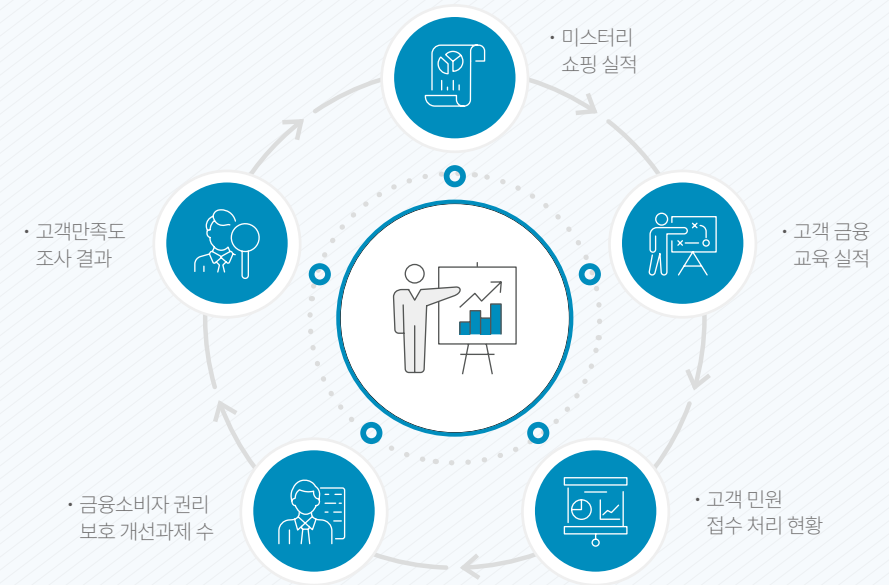 · 미스터리
쇼핑 실적
· 고객 금융
교육 실적
· 고객 민원
접수 처리 현황
· 금융소비자 권리
보호 개선과제 수
· 고객만족도
조사 결과